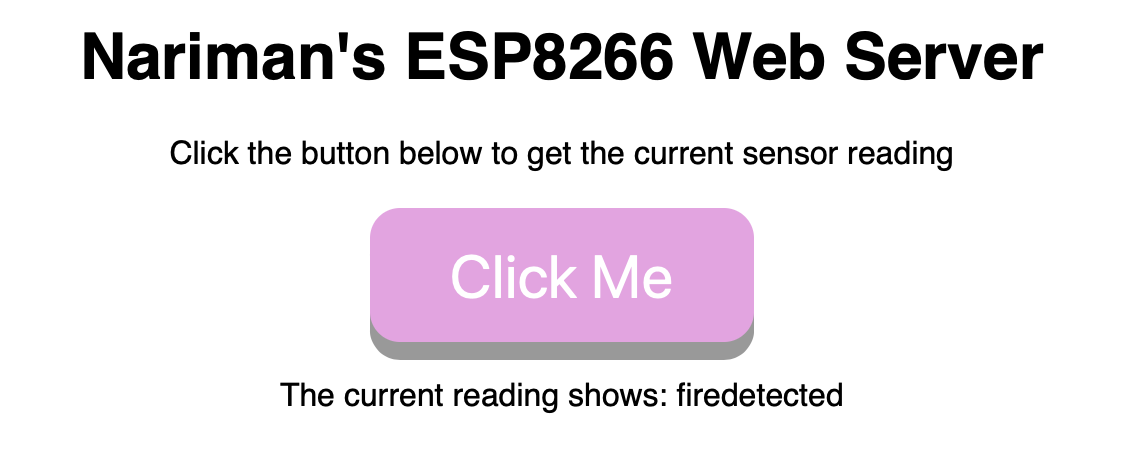 Nariman's ESP8266 Web Server
Click the button below to get the current sensor reading
Click Me
The current reading shows: firedetected